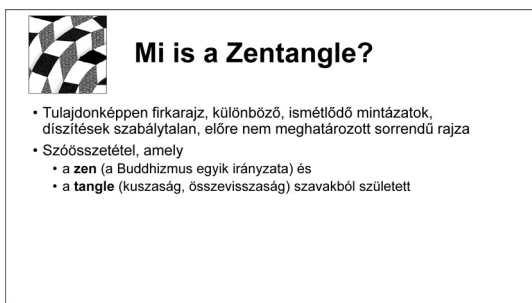 Mi is a Zentangle?
• Tulajdonképpen firkarajz, különböző, ismétlődő mintázatok,
díszítések szabálytalan, előre nem meghatározott sorrendű rajza
• Szóösszetétel, amely
• a zen (a Buddhizmus egyik irányzata) és
• a tangle (kuszaság, összevisszaság) szavakból született